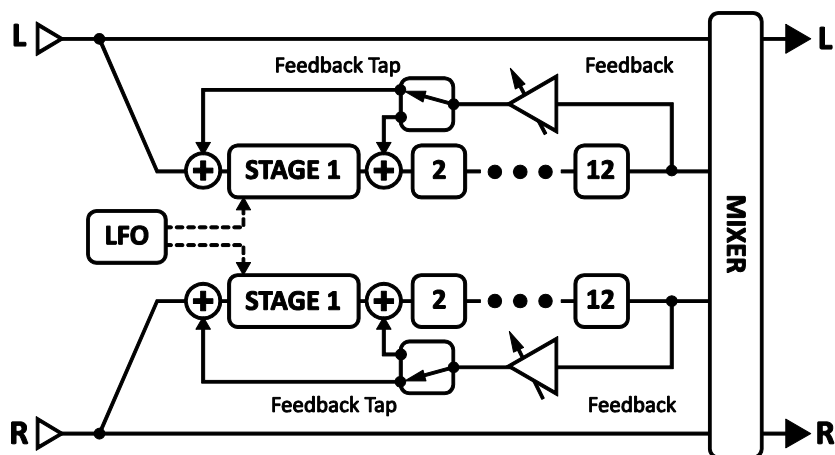 L
L
Feedback Tap
Feedback
+
STAGE 1
+
2
12
LFO
MIXER
+
STAGE 1
+
2
12
Feedback Tap
Feedback
R
R